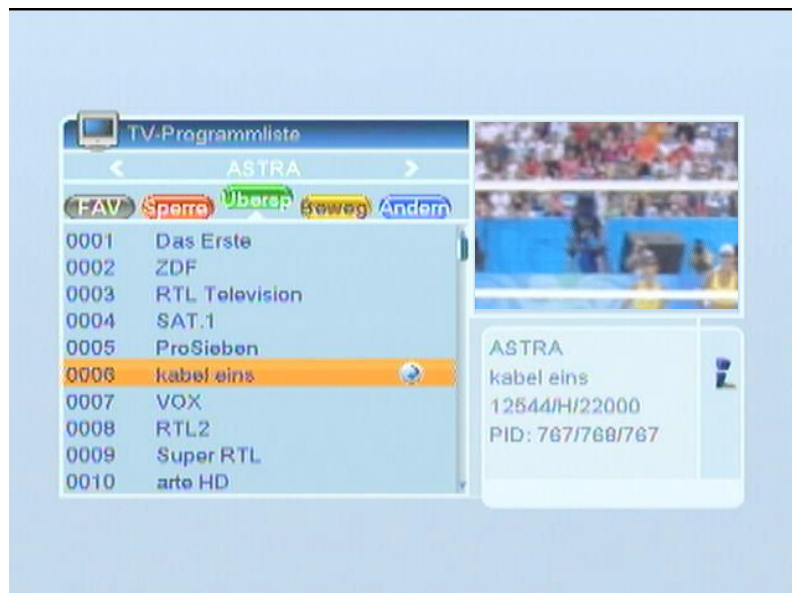 TV-Programmliste
ASTRA
FAV Sperre Übersp Beweg Ändern
0001 Das Erste
0002 ZDF
0003 RTL Television
0004 SAT.1
0005 ProSieben
0006 kabel eins
0007 VOX
0008 RTL2
0009 Super RTL
0010 arte HD
ASTRA
kabel eins
12544/H/22000
PID: 767/768/767